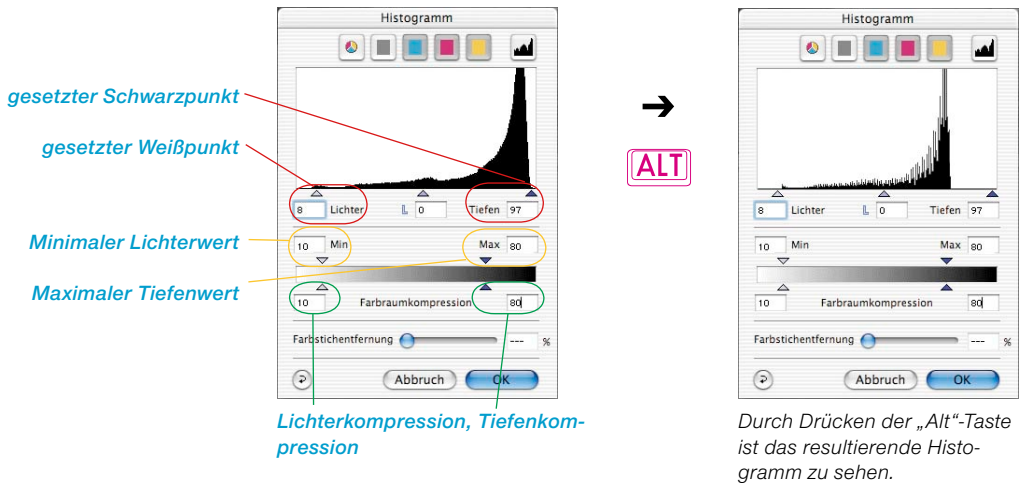 Histogramm
gesetzter Schwarzpunkt
gesetzter Weißpunkt
8 Lichter L 0 Tiefen 97
Minimaler Lichterwert
10 Min Max 80
Maximaler Tiefenwert
10 Farbraumkompression 80
Farbstichentfernung --- %
Abbruch OK
Lichterkompression, Tiefenkom-
pression
➔
ALT
Histogramm
8 Lichter L 0 Tiefen 97
10 Min Max 80
10 Farbraumkompression 80
Farbstichentfernung --- %
Abbruch OK
Durch Drücken der „Alt“-Taste
ist das resultierende Histo-
gramm zu sehen.